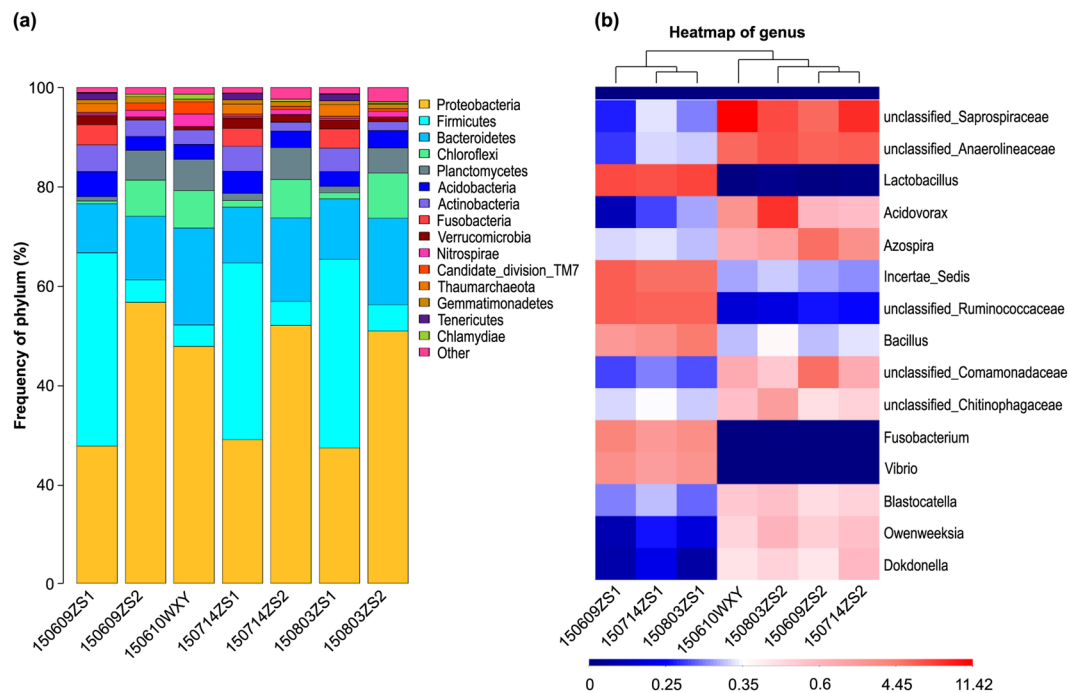 (a)
Frequency of phylum (%)
100
80
60
40
40
0
150609ZS1
150609ZS2
150610WXY
150714ZS1
150714ZS2
150803ZS1
150803ZS2
Proteobacteria
Firmicutes
Bacteroidetes
Chloroflexi
Planctomycetes
Acidobacteria
Actinobacteria
Fusobacteria
Verrucomicrobia
Nitrospirae
Candidate_division_TM7
Thaumarchaeota
Gemmatimonadetes
Tenericutes
Chlamydiae
Other
(b)
Heatmap of genus
unclassified_Saprospiraceae
unclassified_Anaerolineaceae
Lactobacillus
Acidovorax
Azospira
Incertae_Sedis
unclassified_Ruminococcaceae
Bacillus
unclassified_Comamonadaceae
unclassified_Chitinophagaceae
Fusobacterium
Vibrio
Blastocatella
Owenweeksia
Dokdonella
150609ZS1
150714ZS1
150803ZS1
150610WXY
150803ZS2
150609ZS2
150714ZS2
0
0.25
0.35
0.6
4.45
11.42